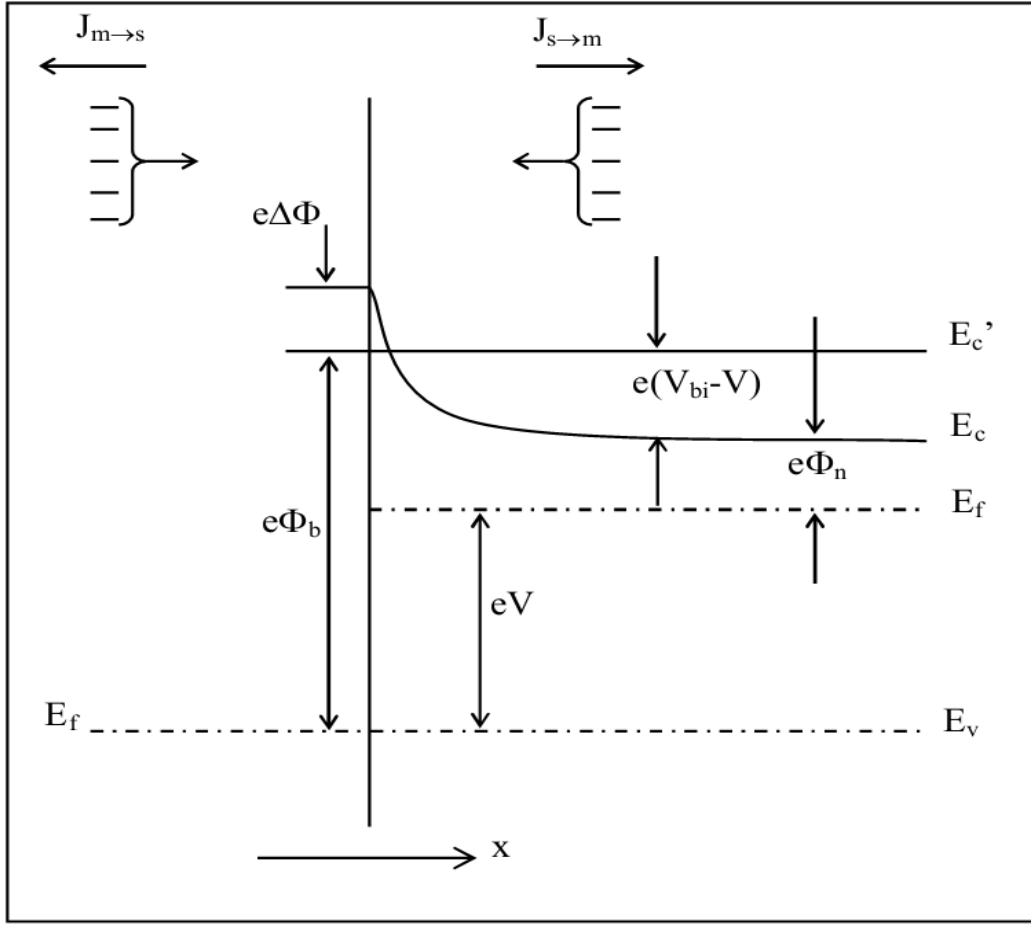 J_{m→s}
J_{s→m}
eΔΦ
E_c’
e(V_{bi}-V)
E_c
eΦ_n
E_f
eΦ_b
eV
E_f
E_v
x